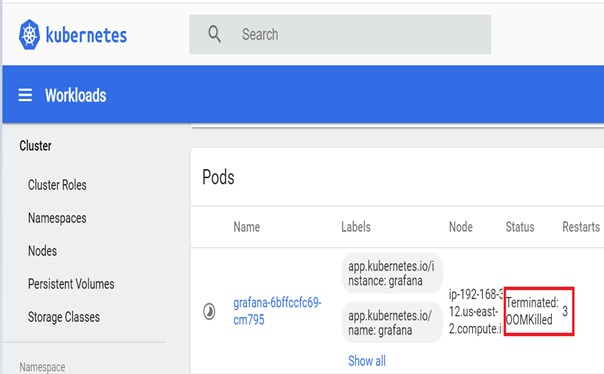 kubernetes
Search
Workloads
Cluster
Cluster Roles
Namespaces
Nodes
Persistent Volumes
Storage Classes
Namespace
Pods
Name Labels Node Status Restarts
grafana-6bffccfc69-
cm795
app.kubernetes.io/i
nstance: grafana
app.kubernetes.io/
name: grafana
Show all
ip-192-168-3
12.us-east-
2.compute.i
Terminated:
OOMKilled
3